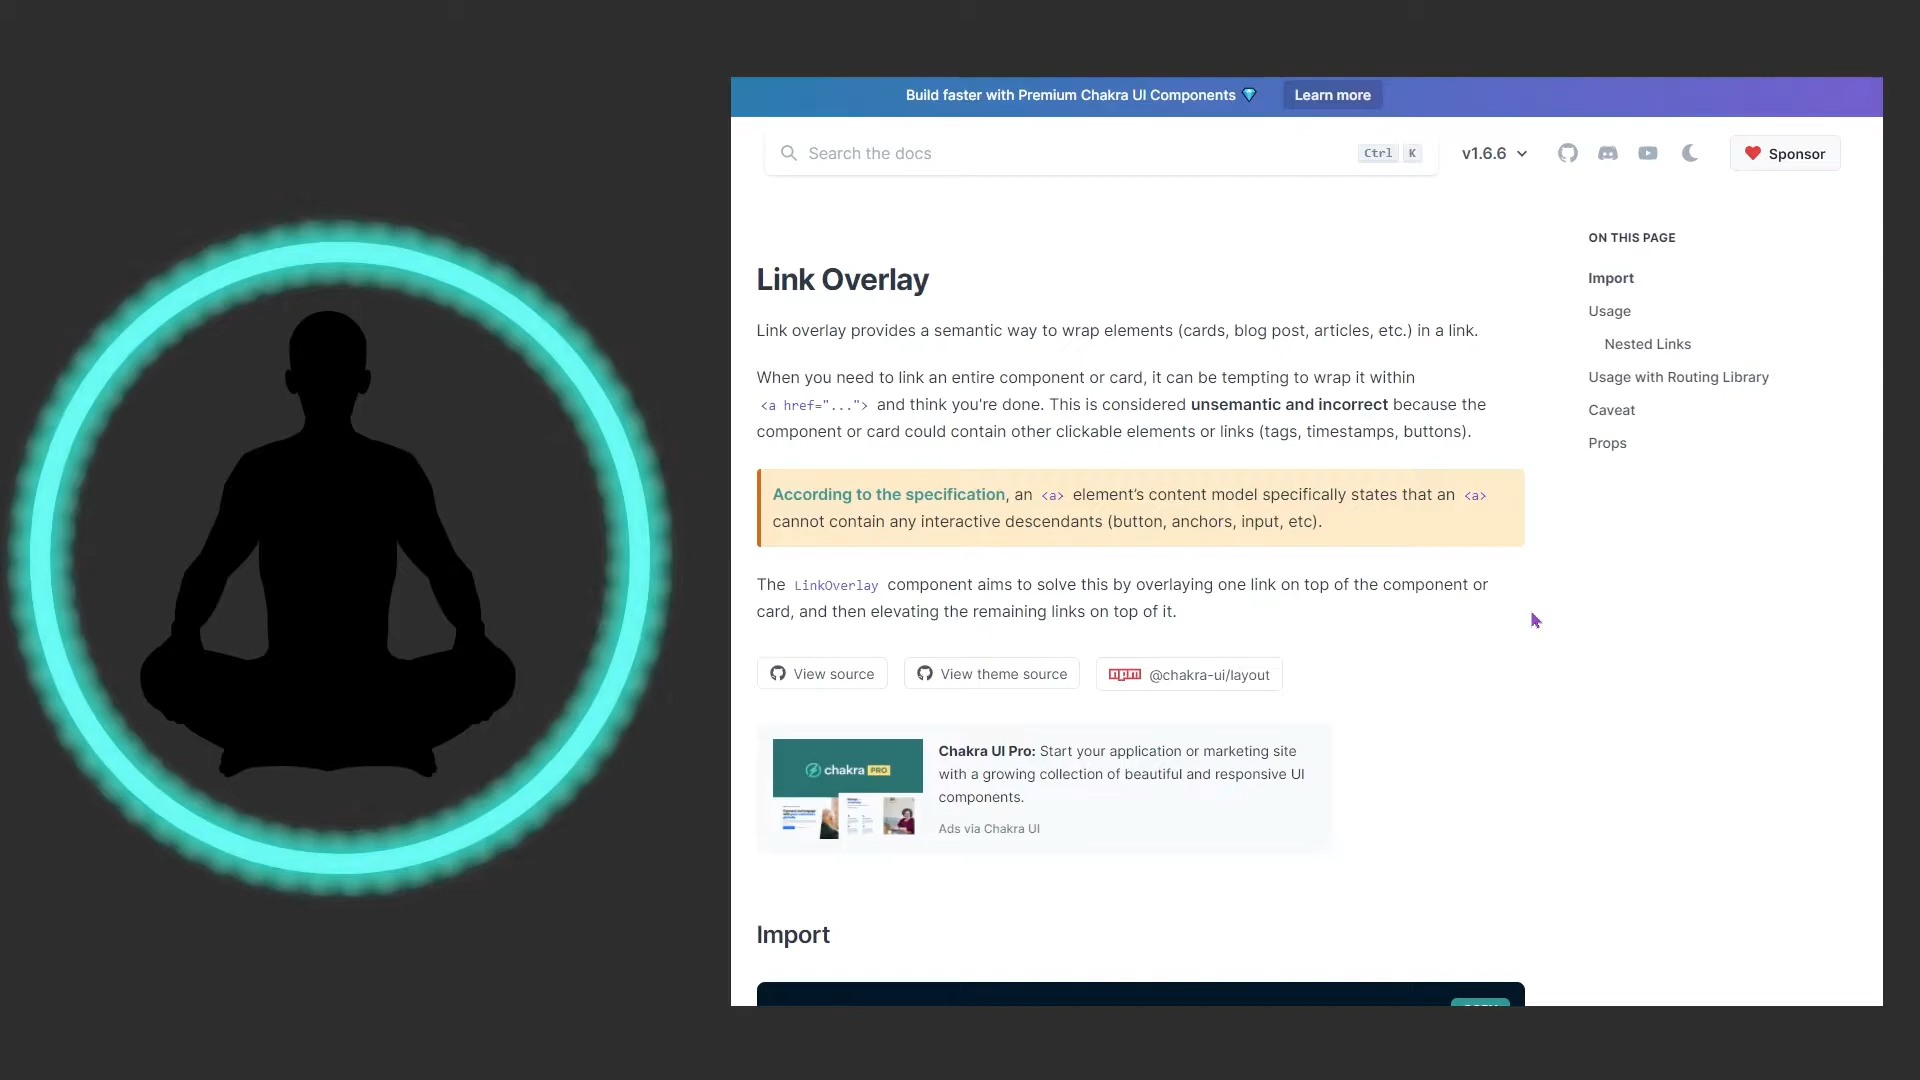 Build faster with Premium Chakra UI Components 💎 Learn more
Search the docs Ctrl K v1.6.6 Sponsor
ON THIS PAGE
Import
Usage
Nested Links
Usage with Routing Library
Caveat
Props
Link Overlay
Link overlay provides a semantic way to wrap elements (cards, blog post, articles, etc.) in a link.
When you need to link an entire component or card, it can be tempting to wrap it within
<a href="..."> and think you're done. This is considered unsemantic and incorrect because the
component or card could contain other clickable elements or links (tags, timestamps, buttons).
According to the specification, an <a> element’s content model specifically states that an <a>
cannot contain any interactive descendants (button, anchors, input, etc).
The LinkOverlay component aims to solve this by overlaying one link on top of the component or
card, and then elevating the remaining links on top of it.
View source View theme source npm @chakra-ui/layout
chakra PRO
Chakra UI Pro: Start your application or marketing site
with a growing collection of beautiful and responsive UI
components.
Ads via Chakra UI
Import